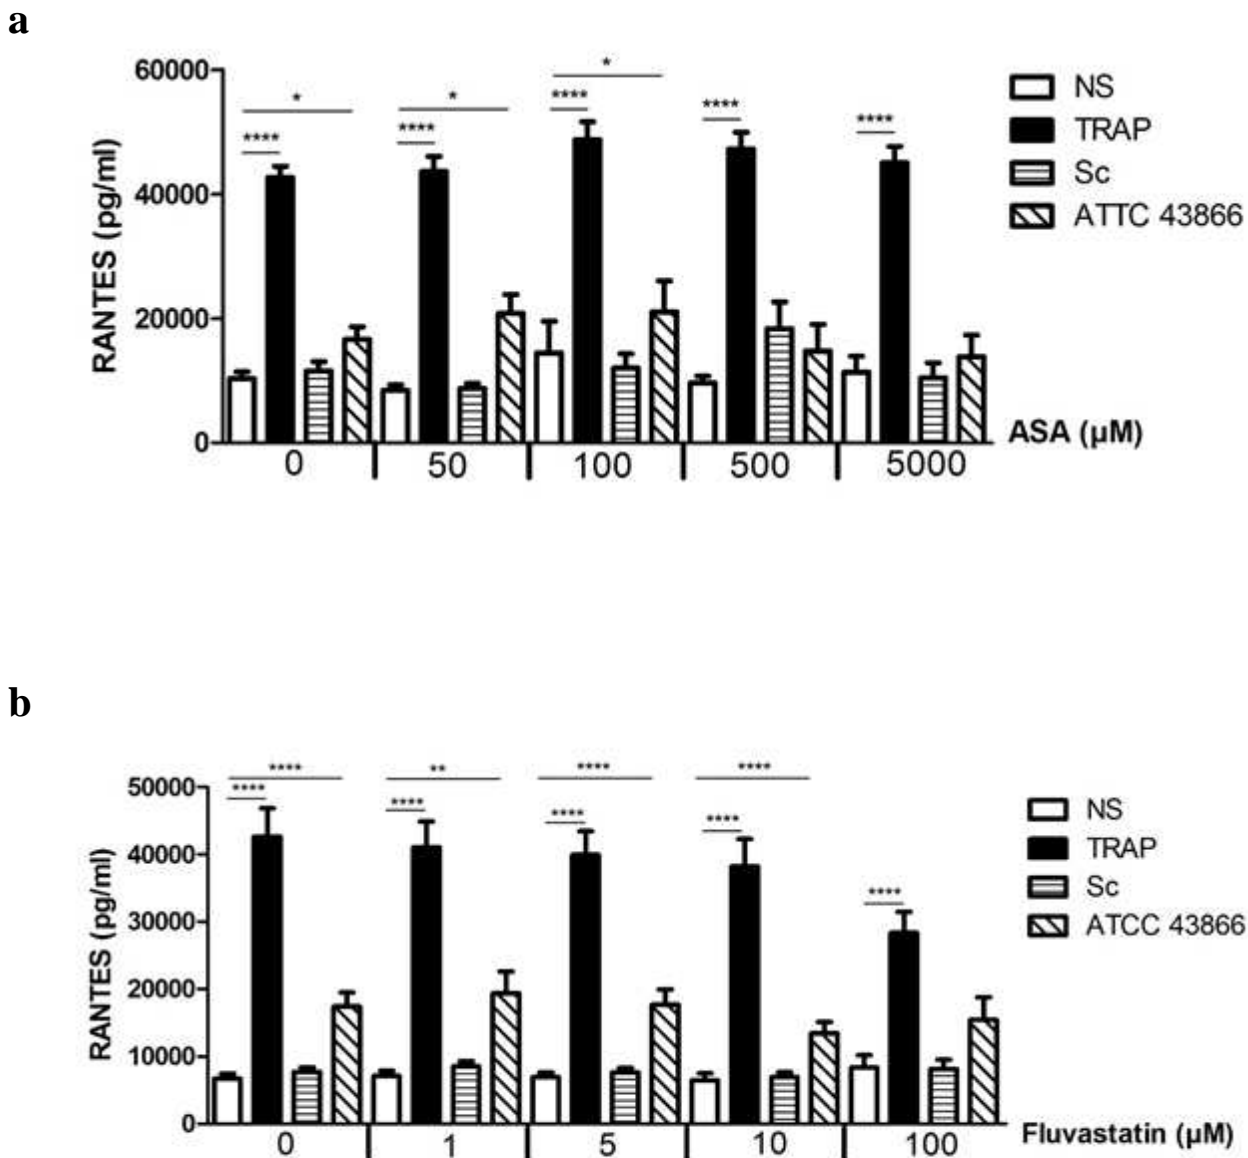 a
60000
40000
20000
0
RANTES (pg/ml)
* * *
**** **** **** **** ****
NS
TRAP
Sc
ATTC 43866
0 50 100 500 5000
ASA (µM)
b
50000
40000
30000
20000
10000
0
RANTES (pg/ml)
**** ** **** ****
**** **** **** **** ****
NS
TRAP
Sc
ATCC 43866
0 1 5 10 100
Fluvastatin (µM)